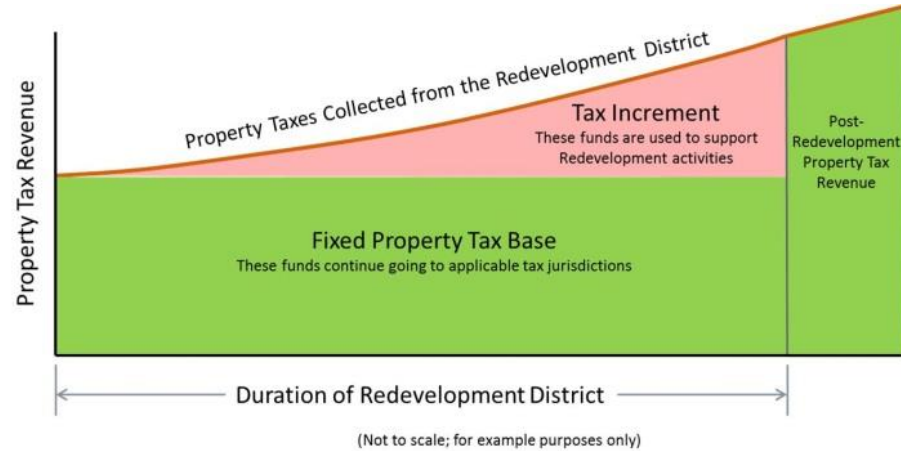 Property Tax Revenue
Property Taxes Collected from the Redevelopment District
Tax Increment
These funds are used to support
Redevelopment activities
Post-
Redevelopment
Property Tax
Revenue
Fixed Property Tax Base
These funds continue going to applicable tax jurisdictions
Duration of Redevelopment District
(Not to scale; for example purposes only)